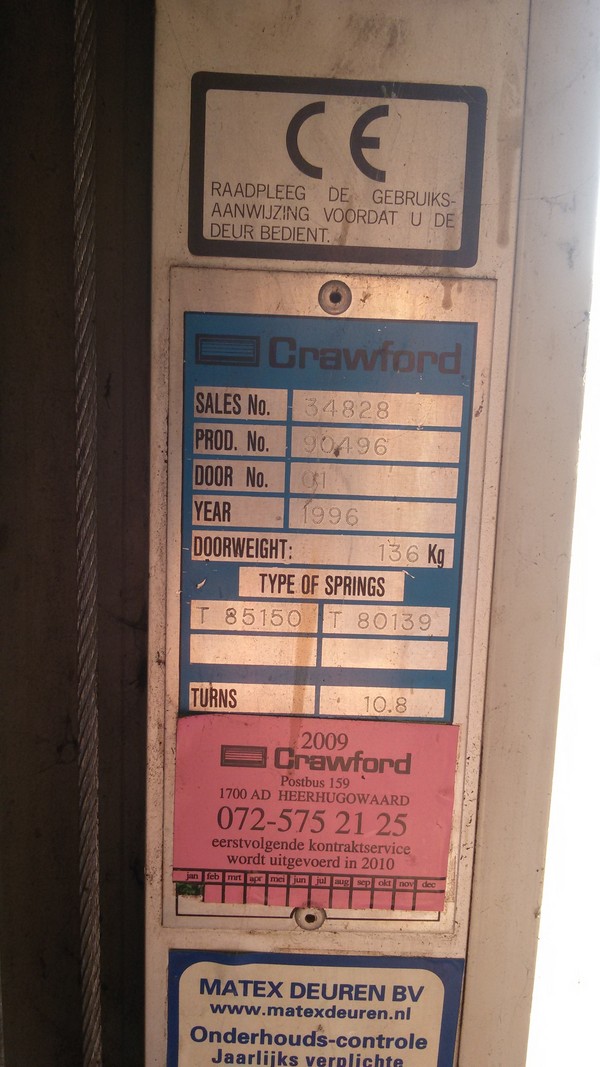 CE
RAADPLEEG DE GEBRUIKS-
AANWIJZING VOORDAT U DE
DEUR BEDIENT.
Crawford
SALES No. 34828
PROD. No. 90496
DOOR No. 01
YEAR 1996
DOORWEIGHT: 136 Kg
TYPE OF SPRINGS
T 85150 T 80139
TURNS 10.8
2009
Crawford
Postbus 159
1700 AD HEERHUGOWAARD
072-575 21 25
eerstvolgende kontraktservice
wordt uitgevoerd in 2010
jan feb mrt apr mei jun jul aug sep okt nov dec
MATEX DEUREN BV
www.matexdeuren.nl
Onderhouds-controle
Jaarlijks verplichte